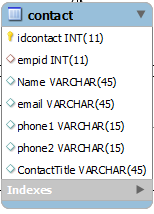 contact
idcontact INT(11)
empid INT(11)
Name VARCHAR(45)
email VARCHAR(45)
phone1 VARCHAR(15)
phone2 VARCHAR(15)
ContactTitle VARCHAR(45)
Indexes